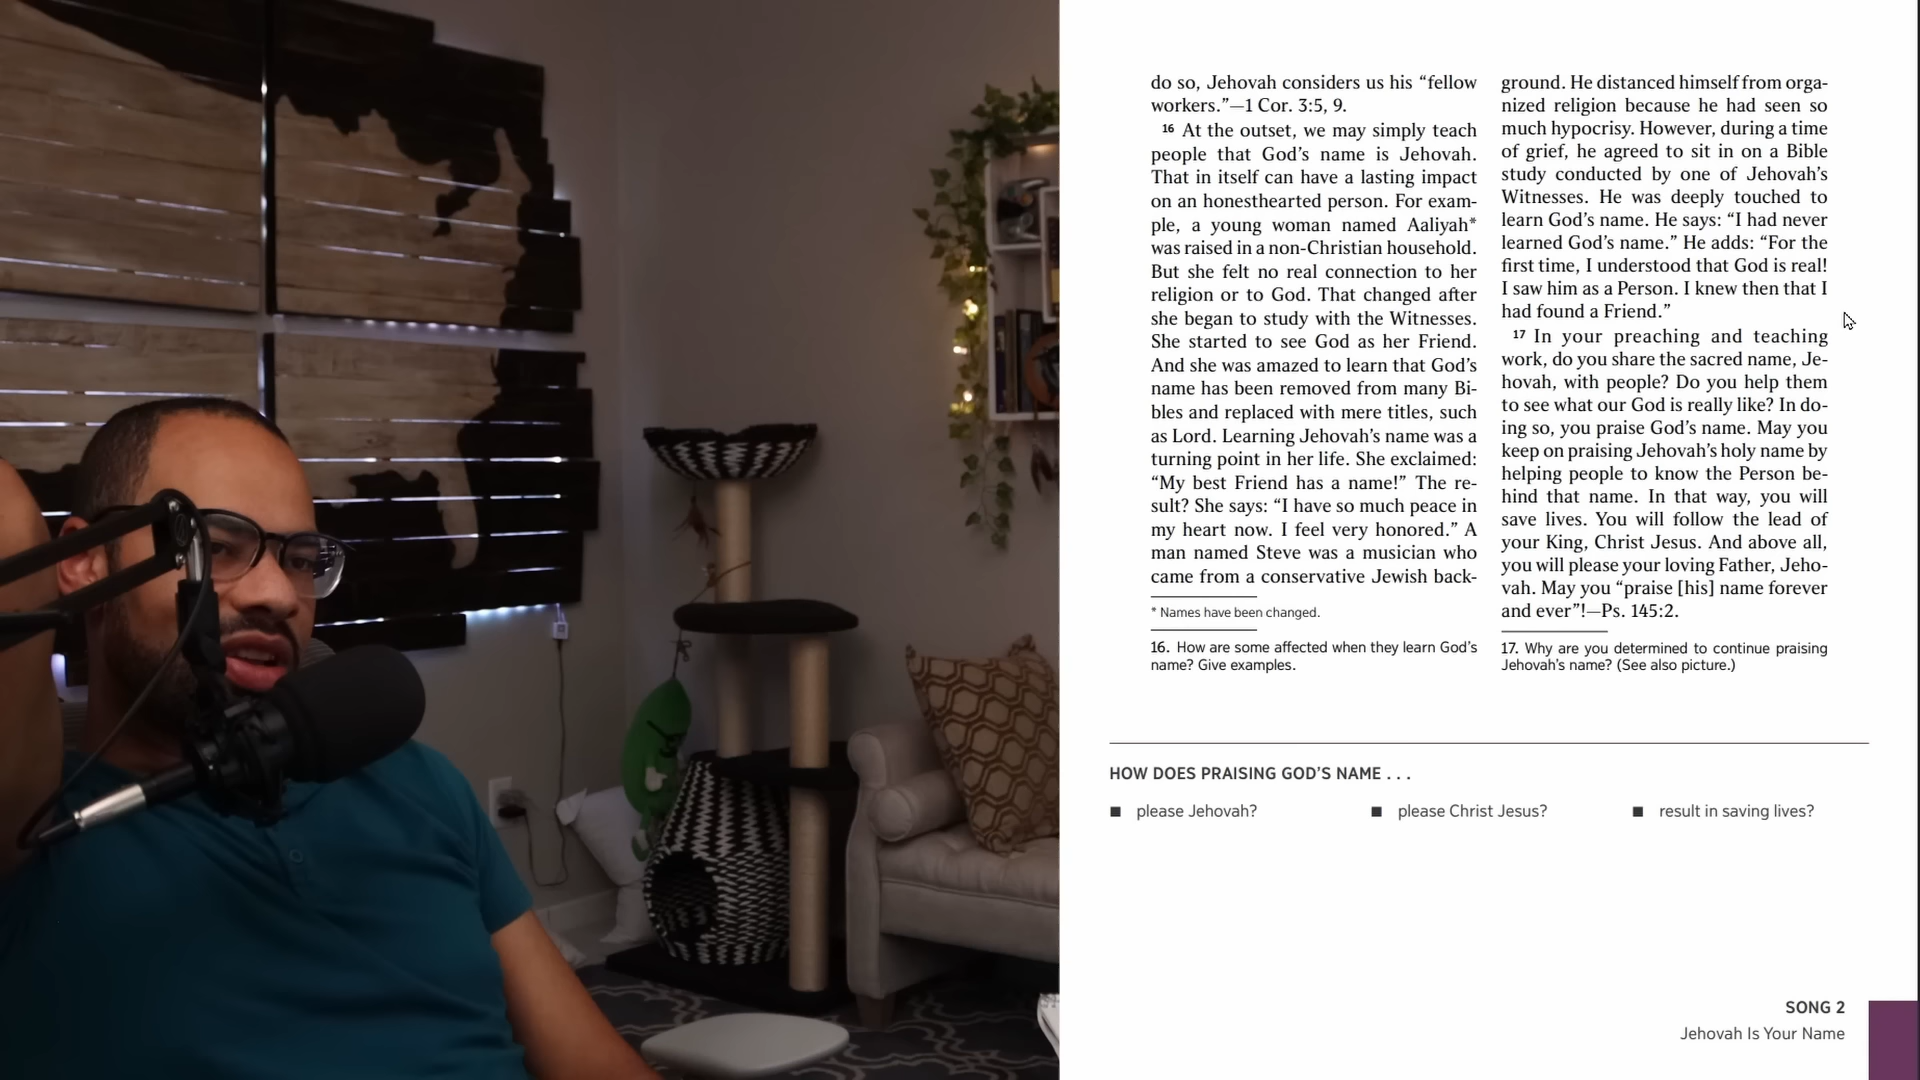 do so, Jehovah considers us his “fellow
workers.”—1 Cor. 3:5, 9.
16 At the outset, we may simply teach
people that God’s name is Jehovah.
That in itself can have a lasting impact
on an honesthearted person. For exam-
ple, a young woman named Aaliyah*
was raised in a non-Christian household.
But she felt no real connection to her
religion or to God. That changed after
she began to study with the Witnesses.
She started to see God as her Friend.
And she was amazed to learn that God’s
name has been removed from many Bi-
bles and replaced with mere titles, such
as Lord. Learning Jehovah’s name was a
turning point in her life. She exclaimed:
“My best Friend has a name!” The re-
sult? She says: “I have so much peace in
my heart now. I feel very honored.” A
man named Steve was a musician who
came from a conservative Jewish back-
* Names have been changed.
16. How are some affected when they learn God’s
name? Give examples.
ground. He distanced himself from orga-
nized religion because he had seen so
much hypocrisy. However, during a time
of grief, he agreed to sit in on a Bible
study conducted by one of Jehovah’s
Witnesses. He was deeply touched to
learn God’s name. He says: “I had never
learned God’s name.” He adds: “For the
first time, I understood that God is real!
I saw him as a Person. I knew then that I
had found a Friend.”
17 In your preaching and teaching
work, do you share the sacred name, Je-
hovah, with people? Do you help them
to see what our God is really like? In do-
ing so, you praise God’s name. May you
keep on praising Jehovah’s holy name by
helping people to know the Person be-
hind that name. In that way, you will
save lives. You will follow the lead of
your King, Christ Jesus. And above all,
you will please your loving Father, Jeho-
vah. May you “praise [his] name forever
and ever”!—Ps. 145:2.
17. Why are you determined to continue praising
Jehovah’s name? (See also picture.)
HOW DOES PRAISING GOD’S NAME . . .
■ please Jehovah?
■ please Christ Jesus?
■ result in saving lives?
SONG 2
Jehovah Is Your Name